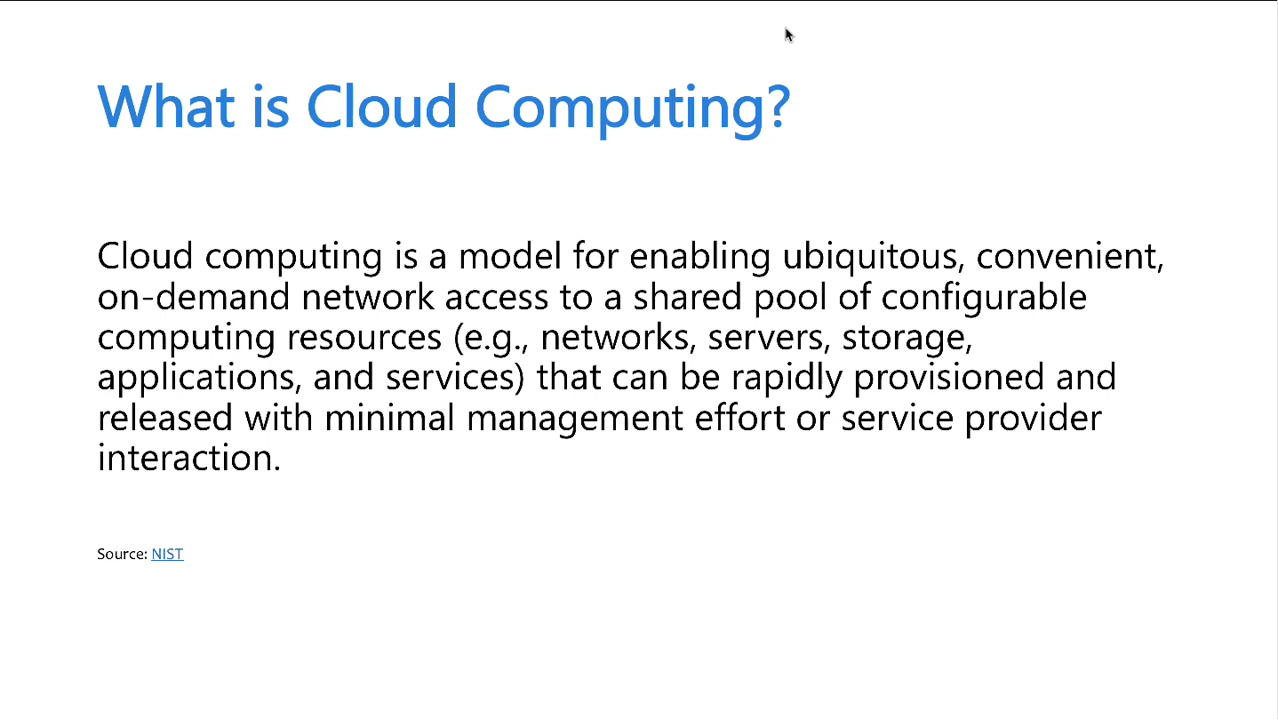 What is Cloud Computing?
Cloud computing is a model for enabling ubiquitous, convenient,
on-demand network access to a shared pool of configurable
computing resources (e.g., networks, servers, storage,
applications, and services) that can be rapidly provisioned and
released with minimal management effort or service provider
interaction.
Source: NIST